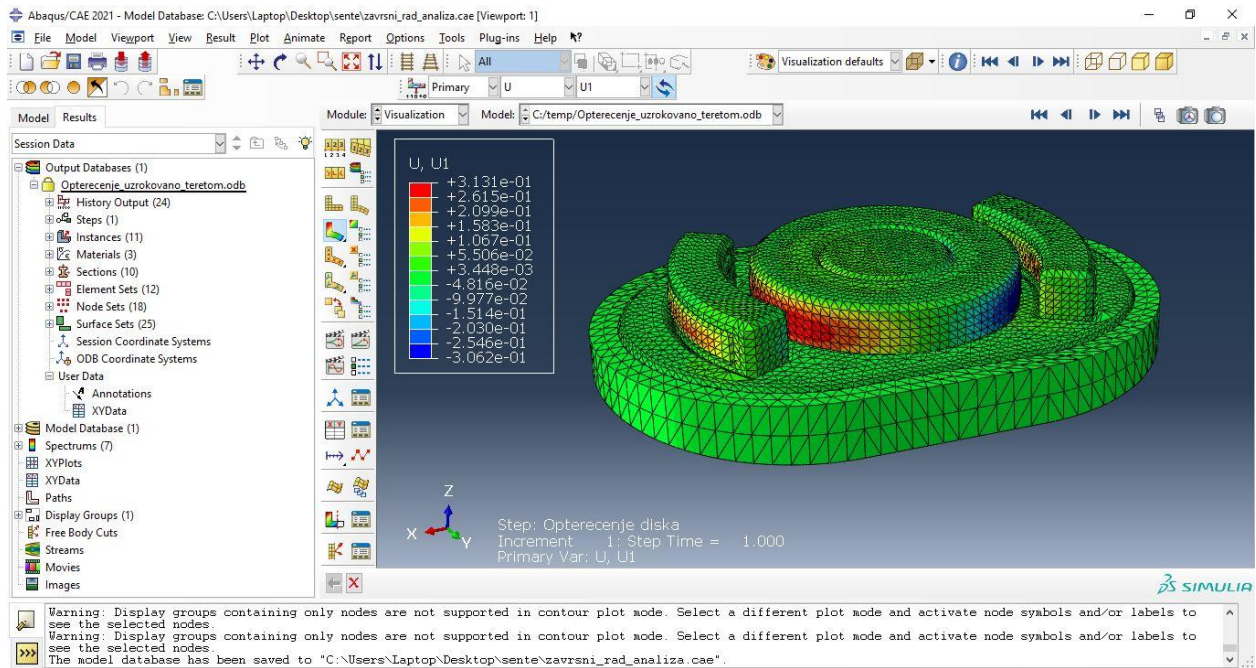 Abaqus/CAE 2021 - Model Database: C:\Users\Laptop\Desktop\sente\zavrsni_rad_analiza.cae [Viewport: 1]
File Model Viewport View Result Plot Animate Report Options Tools Plug-ins Help
All
Visualization defaults
Primary U U1
Model Results
Module: Visualization Model: C:/temp/Opterecenje_uzrokovano_teretom.odb
Session Data
Output Databases (1)
Opterecenje_uzrokovano_teretom.odb
History Output (24)
Steps (1)
Instances (11)
Materials (3)
Sections (10)
Element Sets (12)
Node Sets (18)
Surface Sets (25)
Session Coordinate Systems
ODB Coordinate Systems
User Data
Annotations
XYData
Model Database (1)
Spectrums (7)
XYPlots
XYData
Paths
Display Groups (1)
Free Body Cuts
Streams
Movies
Images
U, U1
+3.131e-01
+2.615e-01
+2.099e-01
+1.583e-01
+1.067e-01
+5.506e-02
+3.448e-03
-4.816e-02
-9.977e-02
-1.514e-01
-2.030e-01
-2.546e-01
-3.062e-01
Z
X
Y
Step: Opterecenje diska
Increment 1: Step Time = 1.000
Primary Var: U, U1
SIMULIA
Warning: Display groups containing only nodes are not supported in contour plot mode. Select a different plot mode and activate node symbols and/or labels to
see the selected nodes.
Warning: Display groups containing only nodes are not supported in contour plot mode. Select a different plot mode and activate node symbols and/or labels to
see the selected nodes.
The model database has been saved to "C:\Users\Laptop\Desktop\sente\zavrsni_rad_analiza.cae".